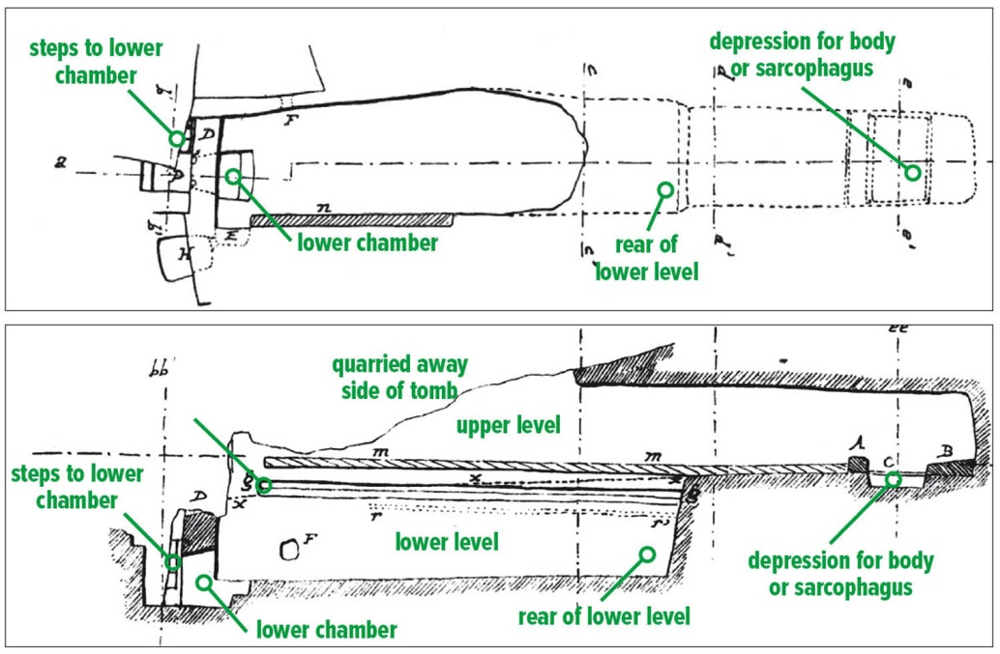 steps to lower
chamber
depression for body
or sarcophagus
F
D
a
n
lower chamber
E
H
rear of
lower level
bb'
quarried away
side of tomb
upper level
m
m
A
B
C
steps to lower
chamber
g
x
x
g
D
x
r
r'
F
lower level
depression for body
or sarcophagus
rear of lower level
lower chamber